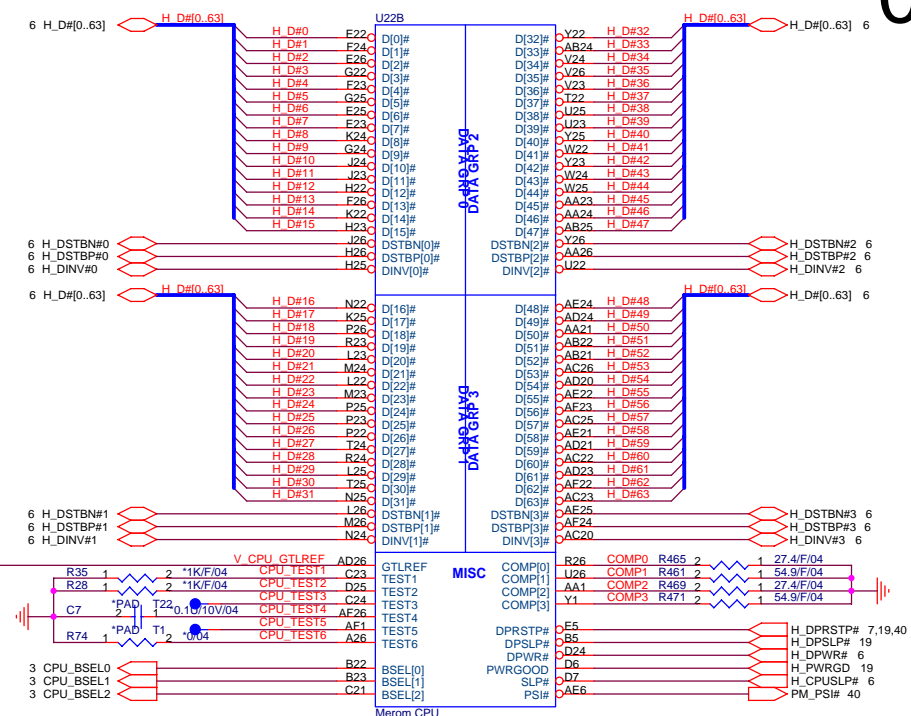 U22B
6 H_D#[0..63] H_D#[0..63] H_D#[0..63] H_D#[0..63] 6
H_D#0 E22 D[0]# D[32]# Y22 H_D#32
H_D#1 F24 D[1]# D[33]# AB24 H_D#33
H_D#2 E26 D[2]# D[34]# V24 H_D#34
H_D#3 G22 D[3]# D[35]# V26 H_D#35
H_D#4 F23 D[4]# D[36]# V23 H_D#36
H_D#5 G25 D[5]# D[37]# T22 H_D#37
H_D#6 E25 D[6]# D[38]# U25 H_D#38
H_D#7 E23 D[7]# D[39]# U23 H_D#39
H_D#8 K24 D[8]# D[40]# Y25 H_D#40
H_D#9 G24 D[9]# D[41]# W22 H_D#41
H_D#10 J24 D[10]# D[42]# Y23 H_D#42
H_D#11 J23 D[11]# D[43]# W24 H_D#43
H_D#12 H22 D[12]# D[44]# W25 H_D#44
H_D#13 F26 D[13]# D[45]# AA23 H_D#45
H_D#14 K22 D[14]# D[46]# AA24 H_D#46
H_D#15 H23 D[15]# D[47]# AB25 H_D#47
6 H_DSTBN#0 J26 DSTBN[0]# DSTBN[2]# Y26 H_DSTBN#2 6
6 H_DSTBP#0 H26 DSTBP[0]# DSTBP[2]# AA26 H_DSTBP#2 6
6 H_DINV#0 H25 DINV[0]# DINV[2]# U22 H_DINV#2 6
DATA GRP 0
DATA GRP 2
6 H_D#[0..63] H_D#[0..63] H_D#[0..63] H_D#[0..63] 6
H_D#16 N22 D[16]# D[48]# AE24 H_D#48
H_D#17 K25 D[17]# D[49]# AD24 H_D#49
H_D#18 P26 D[18]# D[50]# AA21 H_D#50
H_D#19 R23 D[19]# D[51]# AB22 H_D#51
H_D#20 L23 D[20]# D[52]# AB21 H_D#52
H_D#21 M24 D[21]# D[53]# AC26 H_D#53
H_D#22 L22 D[22]# D[54]# AD20 H_D#54
H_D#23 M23 D[23]# D[55]# AE22 H_D#55
H_D#24 P25 D[24]# D[56]# AF23 H_D#56
H_D#25 P23 D[25]# D[57]# AC25 H_D#57
H_D#26 P22 D[26]# D[58]# AE21 H_D#58
H_D#27 T24 D[27]# D[59]# AD21 H_D#59
H_D#28 R24 D[28]# D[60]# AC22 H_D#60
H_D#29 L25 D[29]# D[61]# AD23 H_D#61
H_D#30 T25 D[30]# D[62]# AF22 H_D#62
H_D#31 N25 D[31]# D[63]# AC23 H_D#63
6 H_DSTBN#1 L26 DSTBN[1]# DSTBN[3]# AE25 H_DSTBN#3 6
6 H_DSTBP#1 M26 DSTBP[1]# DSTBP[3]# AF24 H_DSTBP#3 6
6 H_DINV#1 N24 DINV[1]# DINV[3]# AC20 H_DINV#3 6
DATA GRP 1
DATA GRP 3
MISC
V_CPU_GTLREF AD26 GTLREF COMP[0] R26 COMP0 R465 2 1 27.4/F/04
R35 1 2 *1K/F/04 CPU_TEST1 C23 TEST1 COMP[1] U26 COMP1 R461 2 1 54.9/F/04
R28 1 2 *1K/F/04 CPU_TEST2 D25 TEST2 COMP[2] AA1 COMP2 R469 2 1 27.4/F/04
*PAD T22 CPU_TEST3 C24 TEST3 COMP[3] Y1 COMP3 R471 2 1 54.9/F/04
C7 2 1 *0.1U/10V/04 CPU_TEST4 AF26 TEST4
*PAD T1 CPU_TEST5 AF1 TEST5 DPRSTP# E5 H_DPRSTP# 7,19,40
R74 1 2 *0/04 CPU_TEST6 A26 TEST6 DPSLP# B5 H_DPSLP# 19
DPWR# D24 H_DPWR# 6
3 CPU_BSEL0 B22 BSEL[0] PWRGOOD D6 H_PWRGD 19
3 CPU_BSEL1 B23 BSEL[1] SLP# D7 H_CPUSLP# 6
3 CPU_BSEL2 C21 BSEL[2] PSI# AE6 PM_PSI# 40
Merom CPU